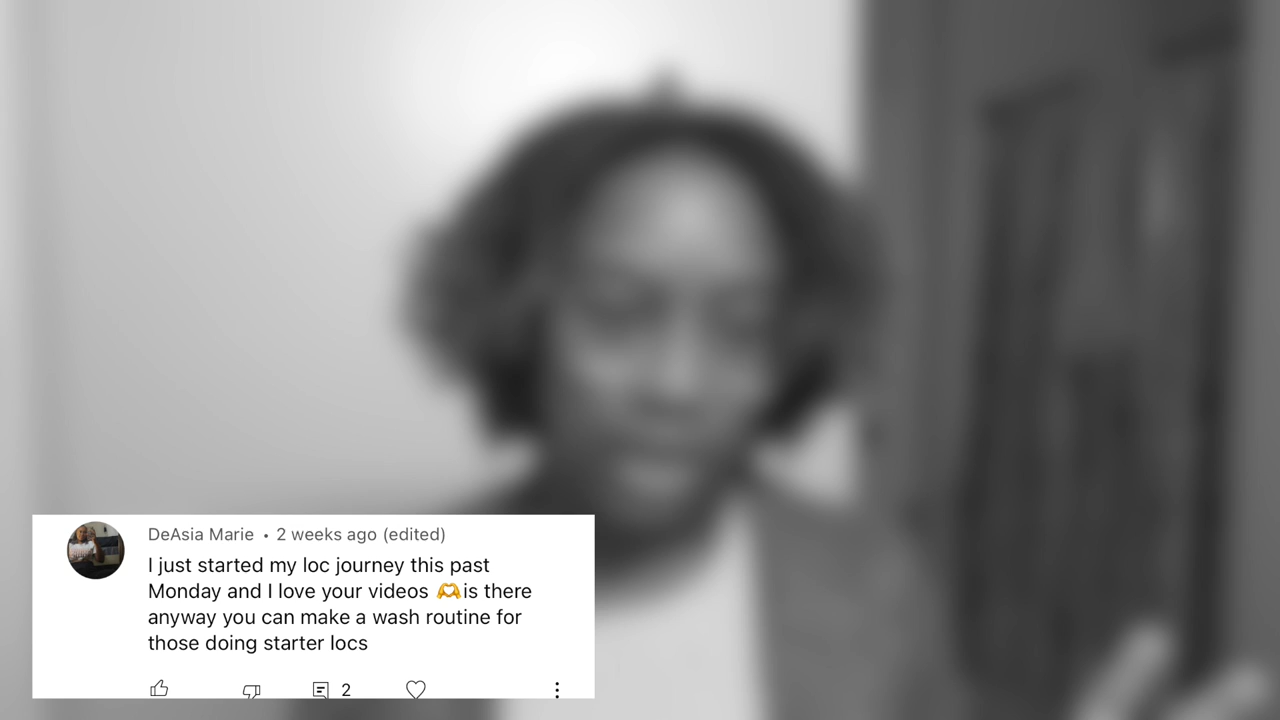 DeAsia Marie • 2 weeks ago (edited)
I just started my loc journey this past
Monday and I love your videos 🫶is there
anyway you can make a wash routine for
those doing starter locs
2